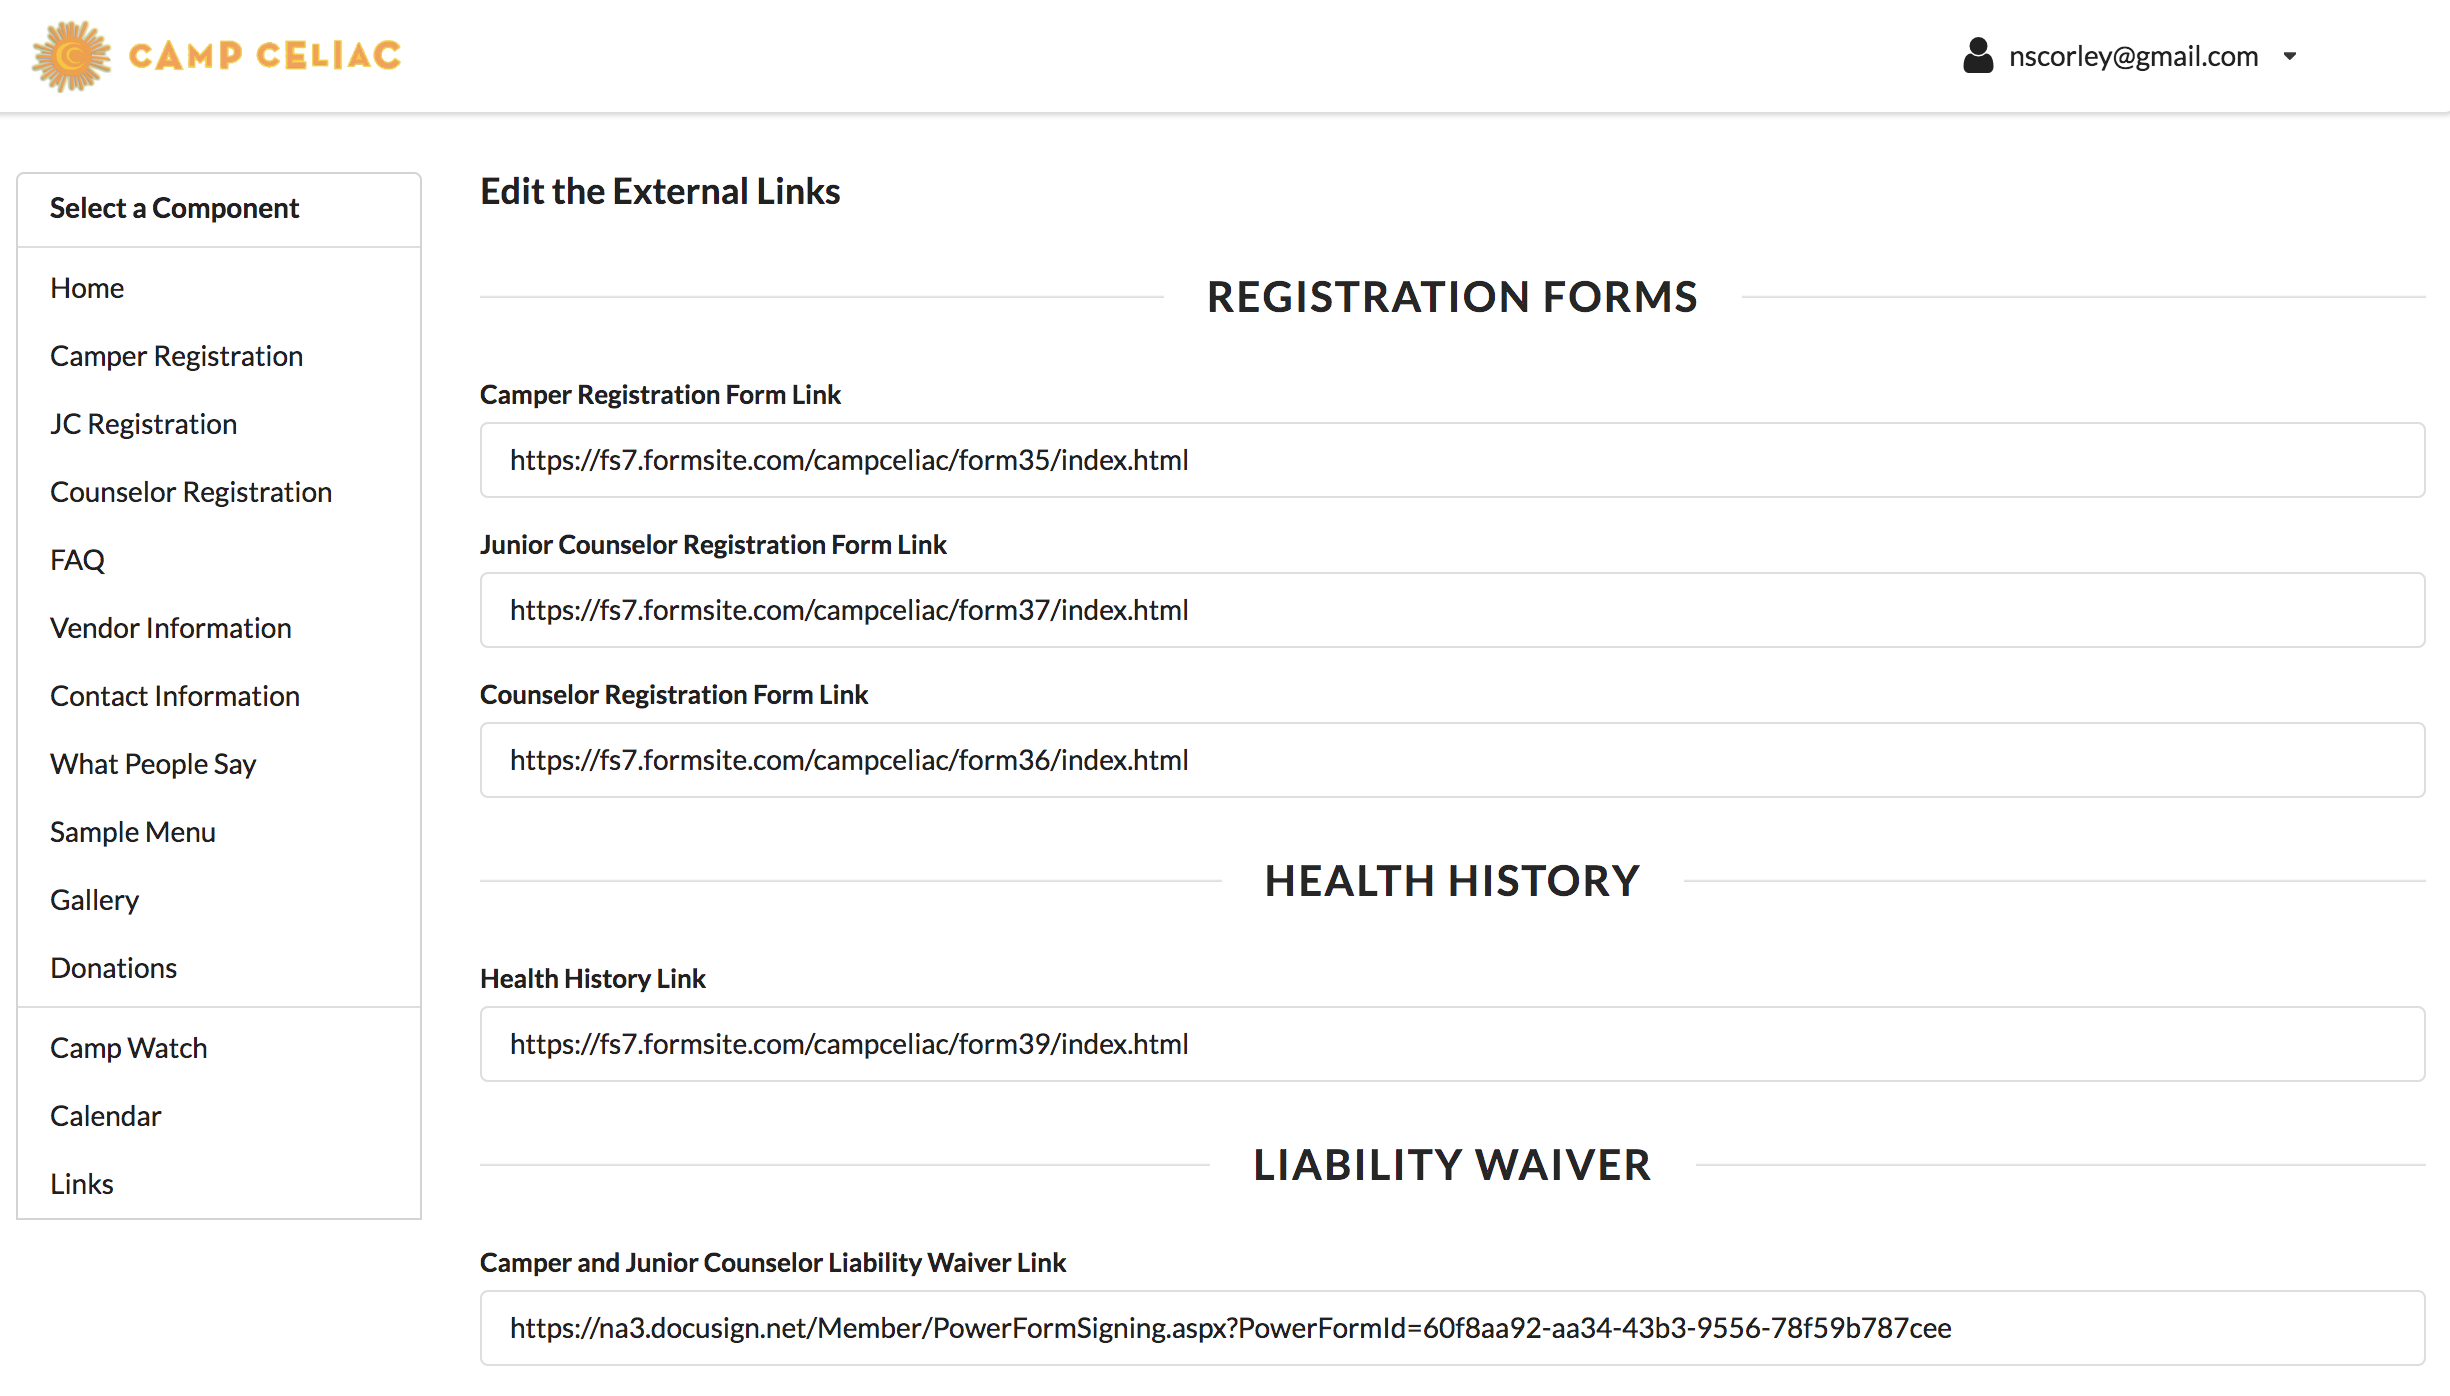 CAMP CELIAC
nscorley@gmail.com
Select a Component
Home
Camper Registration
JC Registration
Counselor Registration
FAQ
Vendor Information
Contact Information
What People Say
Sample Menu
Gallery
Donations
Camp Watch
Calendar
Links
Edit the External Links
REGISTRATION FORMS
Camper Registration Form Link
https://fs7.formsite.com/campceliac/form35/index.html
Junior Counselor Registration Form Link
https://fs7.formsite.com/campceliac/form37/index.html
Counselor Registration Form Link
https://fs7.formsite.com/campceliac/form36/index.html
HEALTH HISTORY
Health History Link
https://fs7.formsite.com/campceliac/form39/index.html
LIABILITY WAIVER
Camper and Junior Counselor Liability Waiver Link
https://na3.docusign.net/Member/PowerFormSigning.aspx?PowerFormId=60f8aa92-aa34-43b3-9556-78f59b787cee